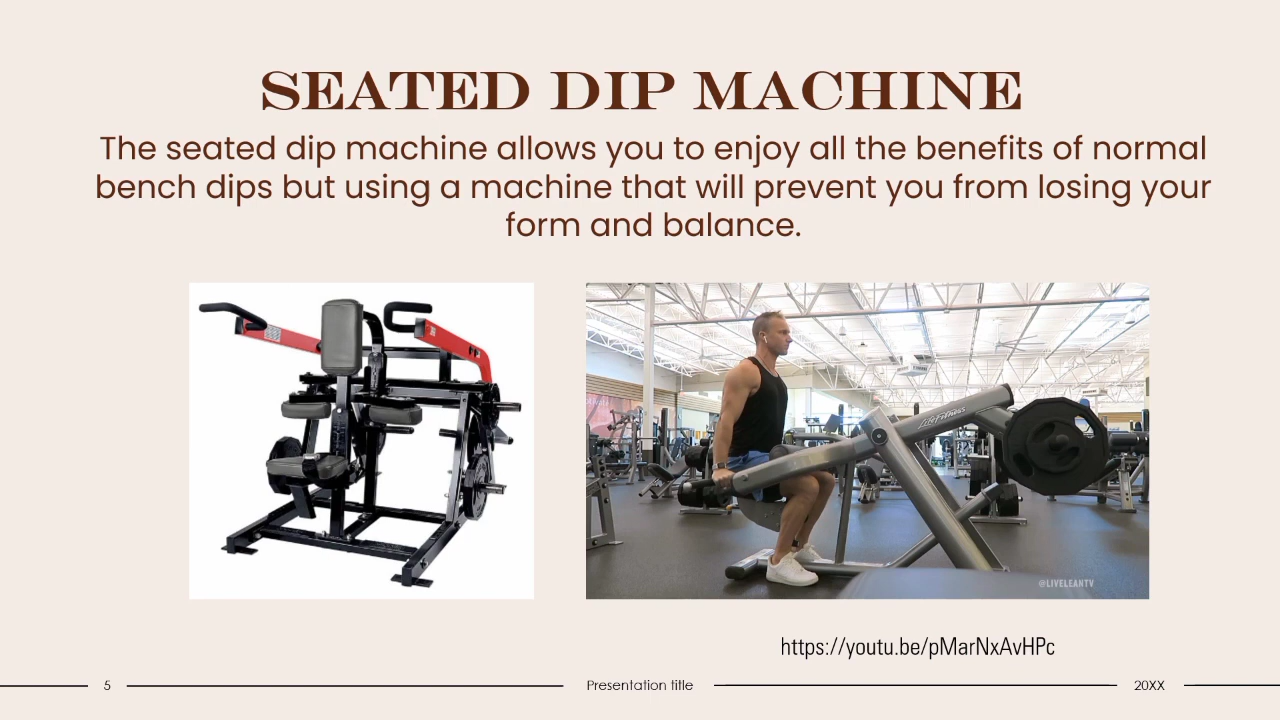 SEATED DIP MACHINE
The seated dip machine allows you to enjoy all the benefits of normal
bench dips but using a machine that will prevent you from losing your
form and balance.
Life Fitness
@LIVELEANTV
https://youtu.be/pMarNxAvHPc
5
Presentation title
20XX